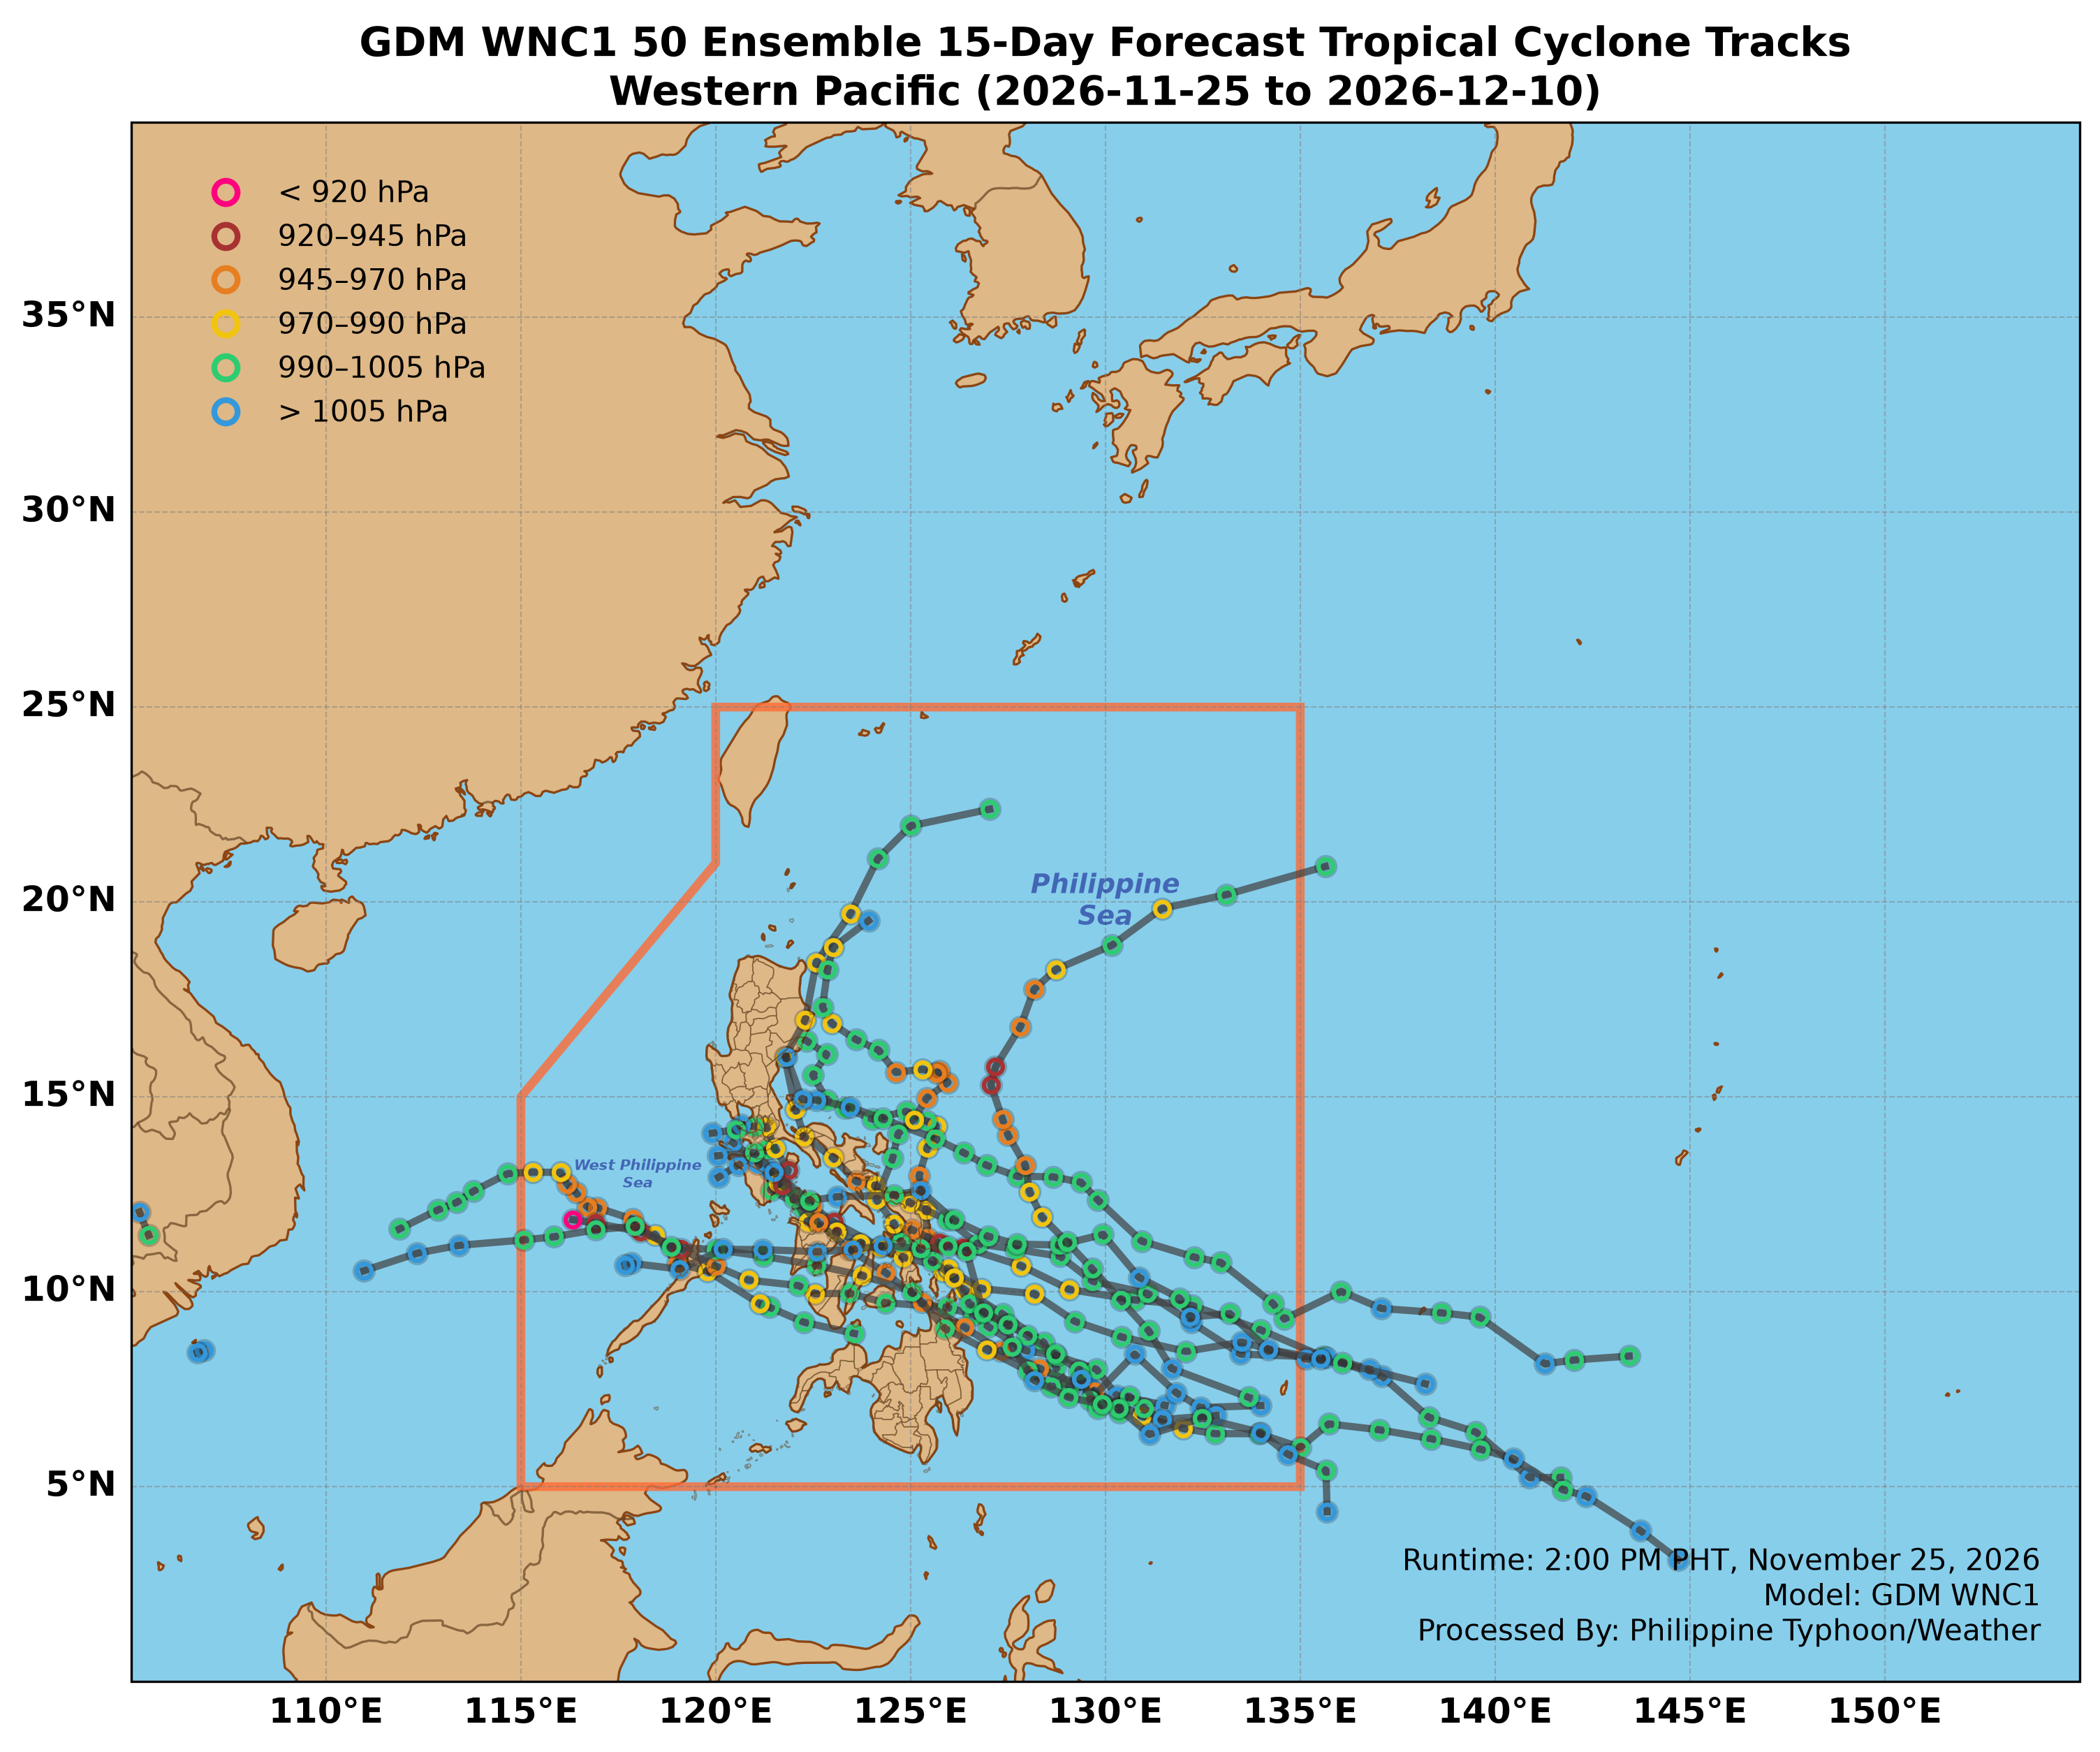 GDM WNC1 50 Ensemble 15-Day Forecast Tropical Cyclone Tracks
Western Pacific (2026-11-25 to 2026-12-10)
< 920 hPa
920–945 hPa
945–970 hPa
970–990 hPa
990–1005 hPa
> 1005 hPa
35°N
30°N
25°N
20°N
15°N
10°N
5°N
Philippine
Sea
West Philippine
Sea
Runtime: 2:00 PM PHT, November 25, 2026
Model: GDM WNC1
Processed By: Philippine Typhoon/Weather
110°E
115°E
120°E
125°E
130°E
135°E
140°E
145°E
150°E